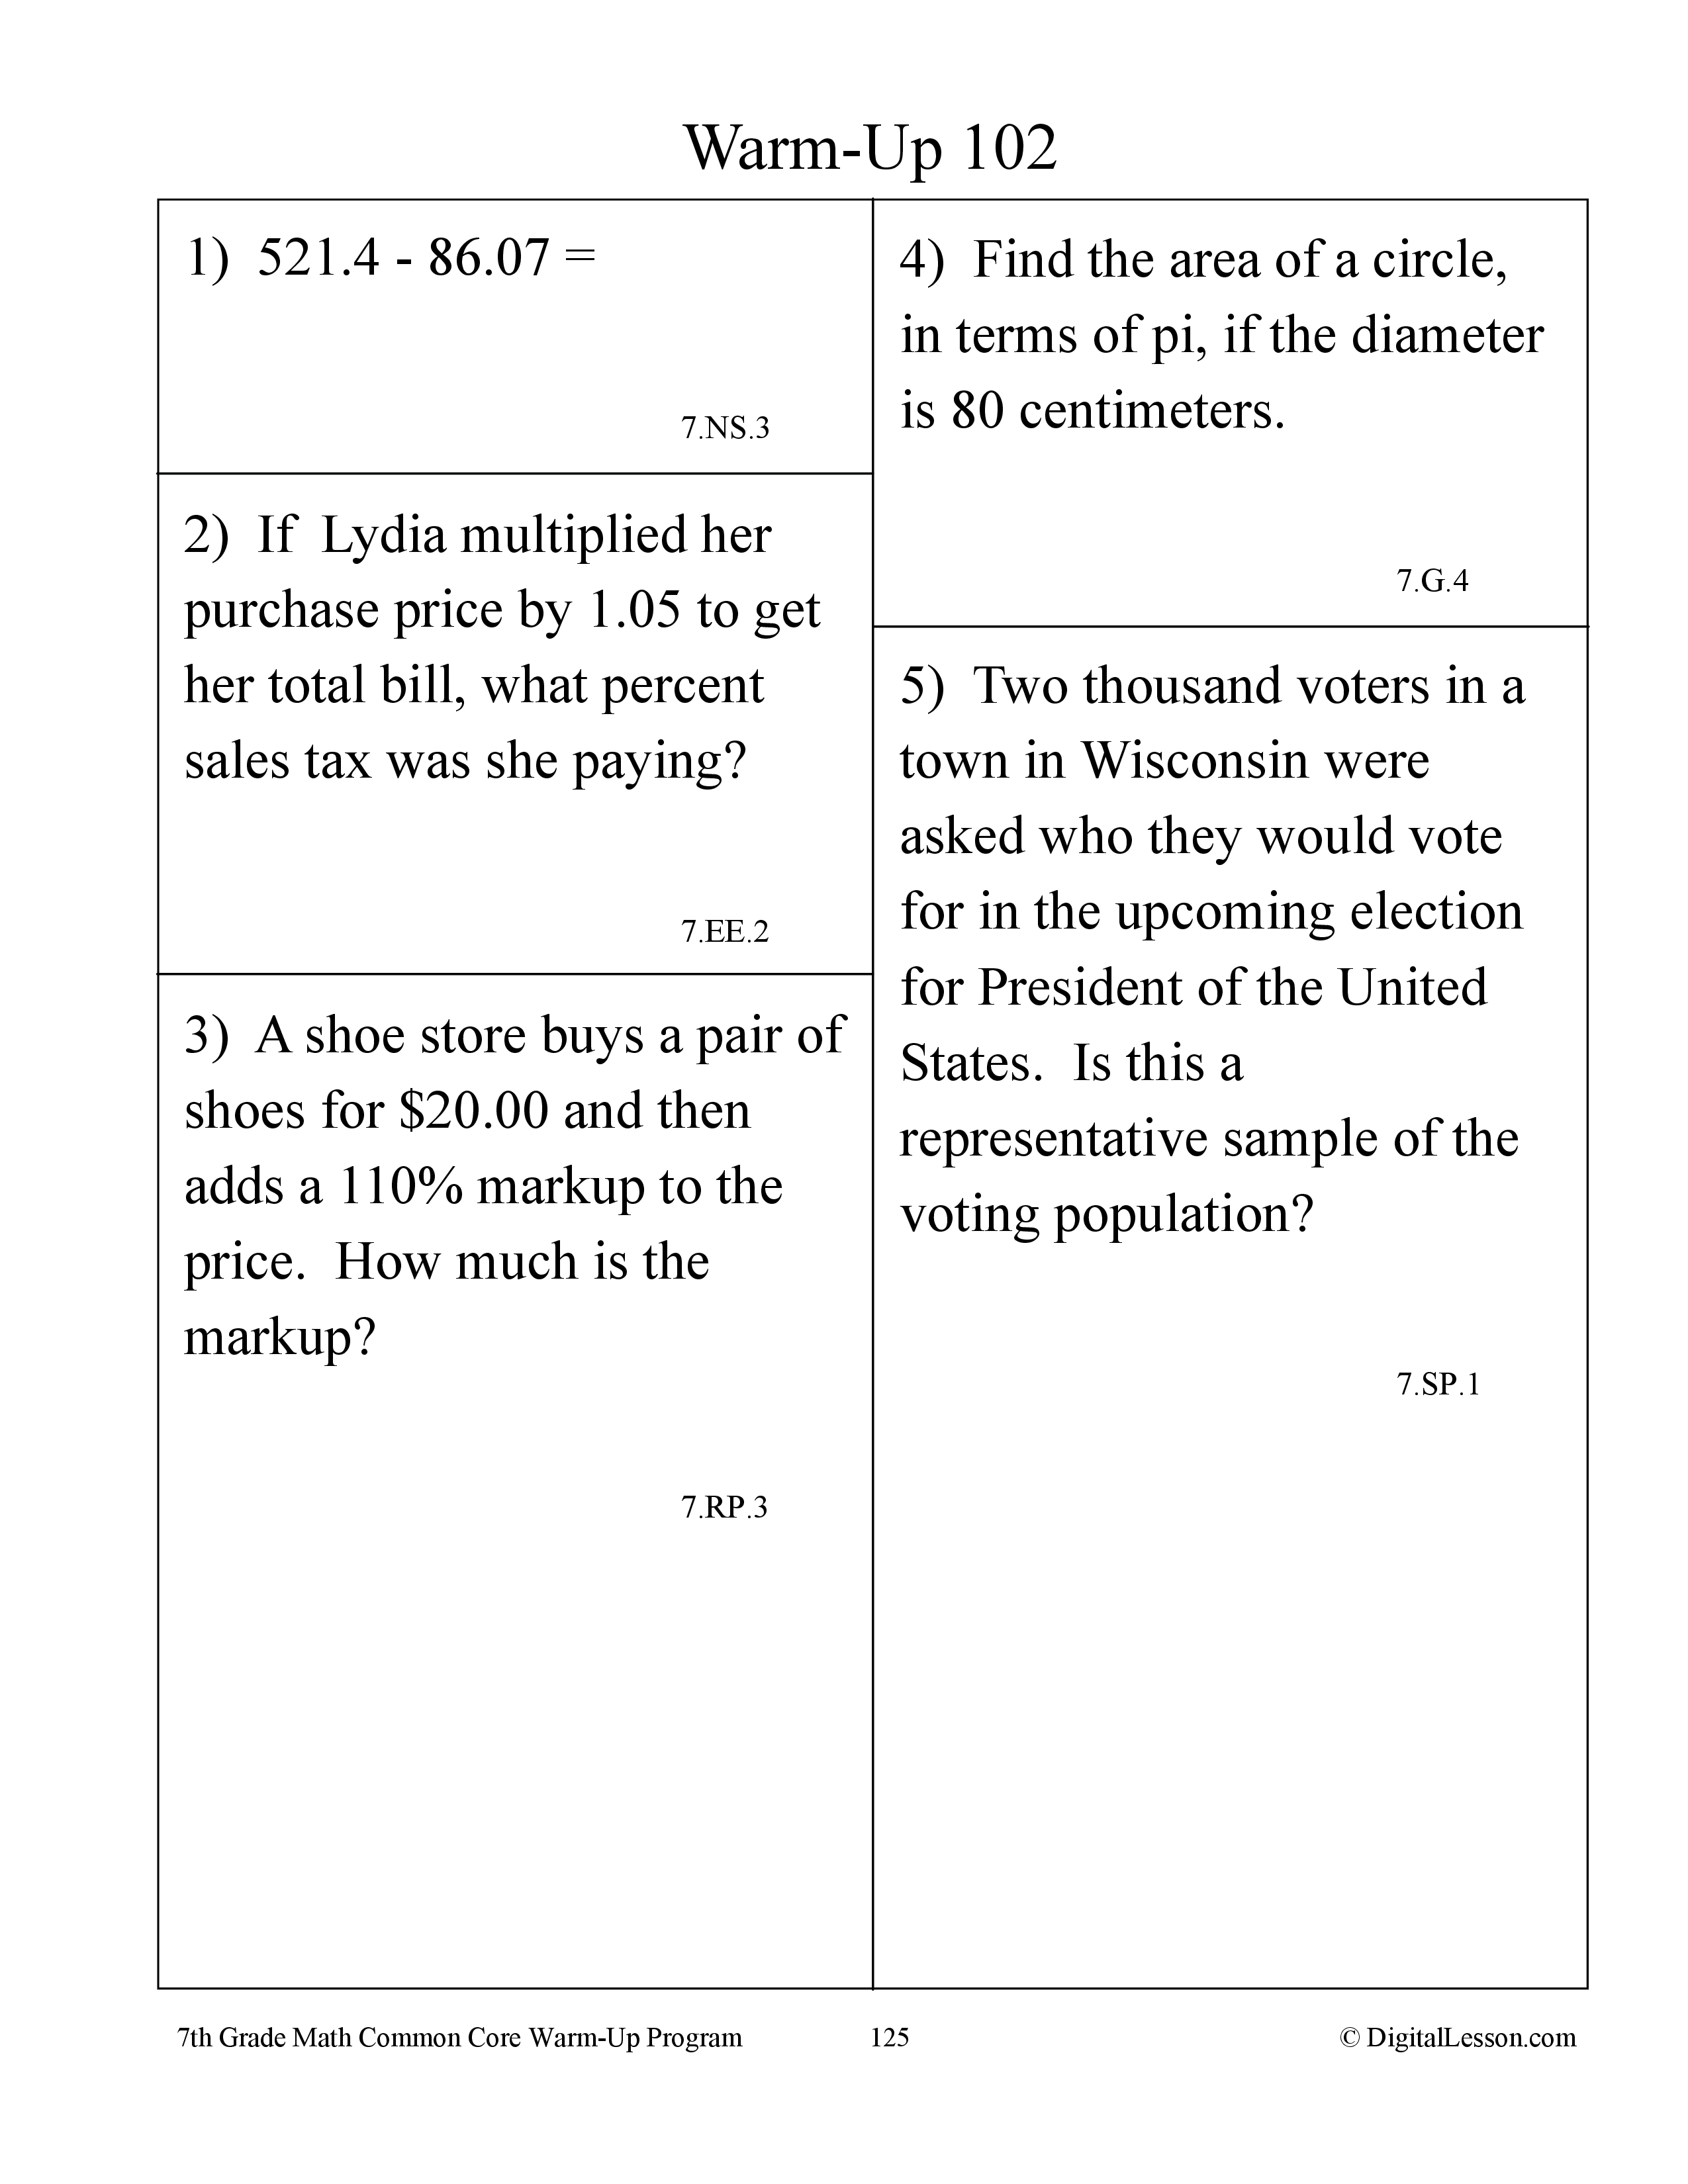 Warm-Up 102
1)  521.4 - 86.07 =
7.NS.3
2)  If  Lydia multiplied her
purchase price by 1.05 to get
her total bill, what percent
sales tax was she paying?
7.EE.2
3)  A shoe store buys a pair of
shoes for $20.00 and then
adds a 110% markup to the
price.  How much is the
markup?
7.RP.3
4)  Find the area of a circle,
in terms of pi, if the diameter
is 80 centimeters.
7.G.4
5)  Two thousand voters in a
town in Wisconsin were
asked who they would vote
for in the upcoming election
for President of the United
States.  Is this a
representative sample of the
voting population?
7.SP.1
7th Grade Math Common Core Warm-Up Program 125 © DigitalLesson.com